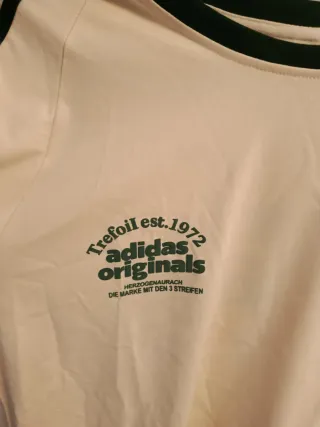 Trefoil est.1972
adidas
originals
HERZOGENAURACH
DIE MARKE MIT DEN 3 STREIFEN